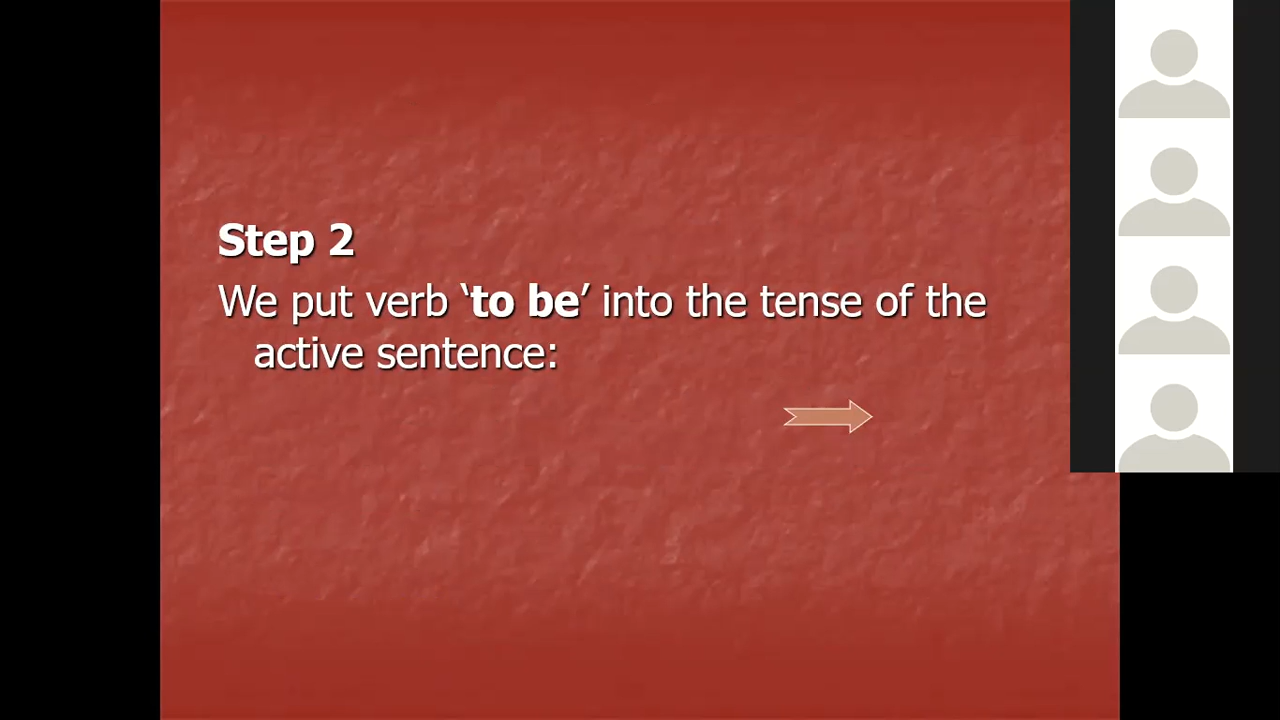 Step 2
We put verb ‘to be’ into the tense of the
active sentence: